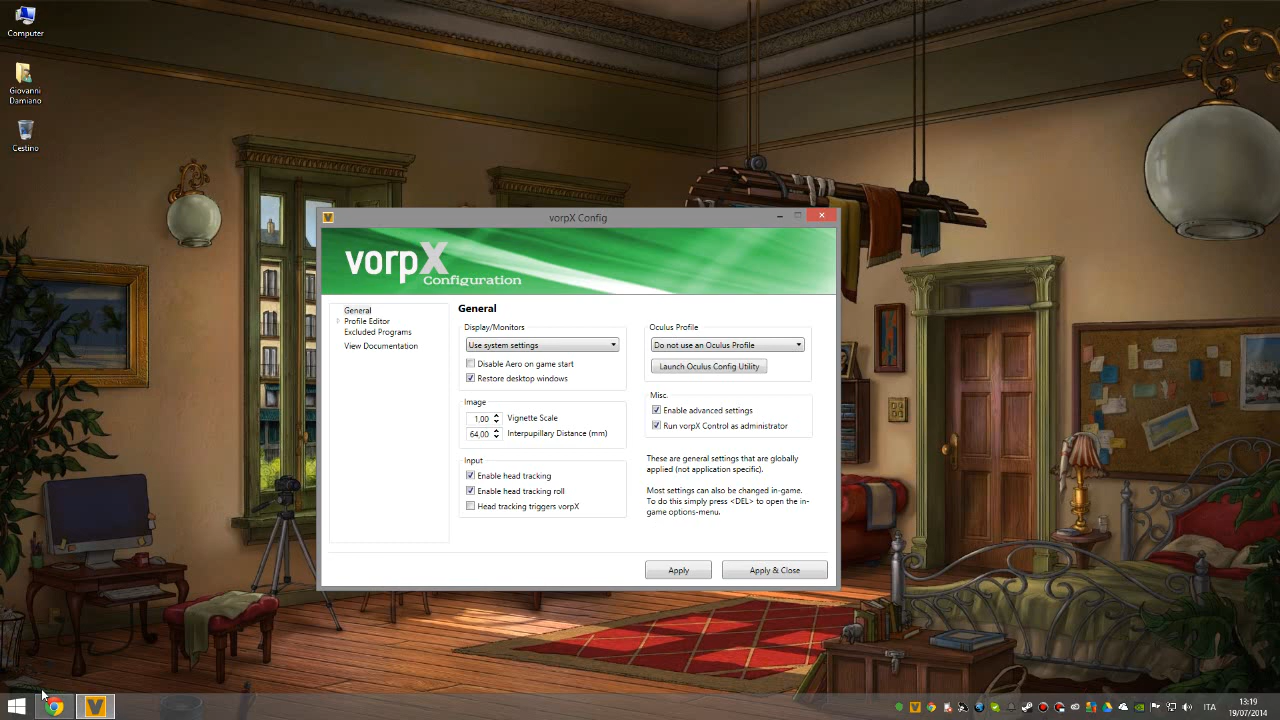 Computer
Giovanni
Damiano
Cestino
vorpX Config
vorpX
Configuration
General
Profile Editor
Excluded Programs
View Documentation
General
Display/Monitors
Use system settings
Disable Aero on game start
Restore desktop windows
Image
1,00 Vignette Scale
64,00 Interpupillary Distance (mm)
Input
Enable head tracking
Enable head tracking roll
Head tracking triggers vorpX
Oculus Profile
Do not use an Oculus Profile
Launch Oculus Config Utility
Misc.
Enable advanced settings
Run vorpX Control as administrator
These are general settings that are globally
applied (not application specific).
Most settings can also be changed in-game.
To do this simply press <DEL> to open the in-
game options-menu.
Apply
Apply & Close
ITA
13:19
19/07/2014